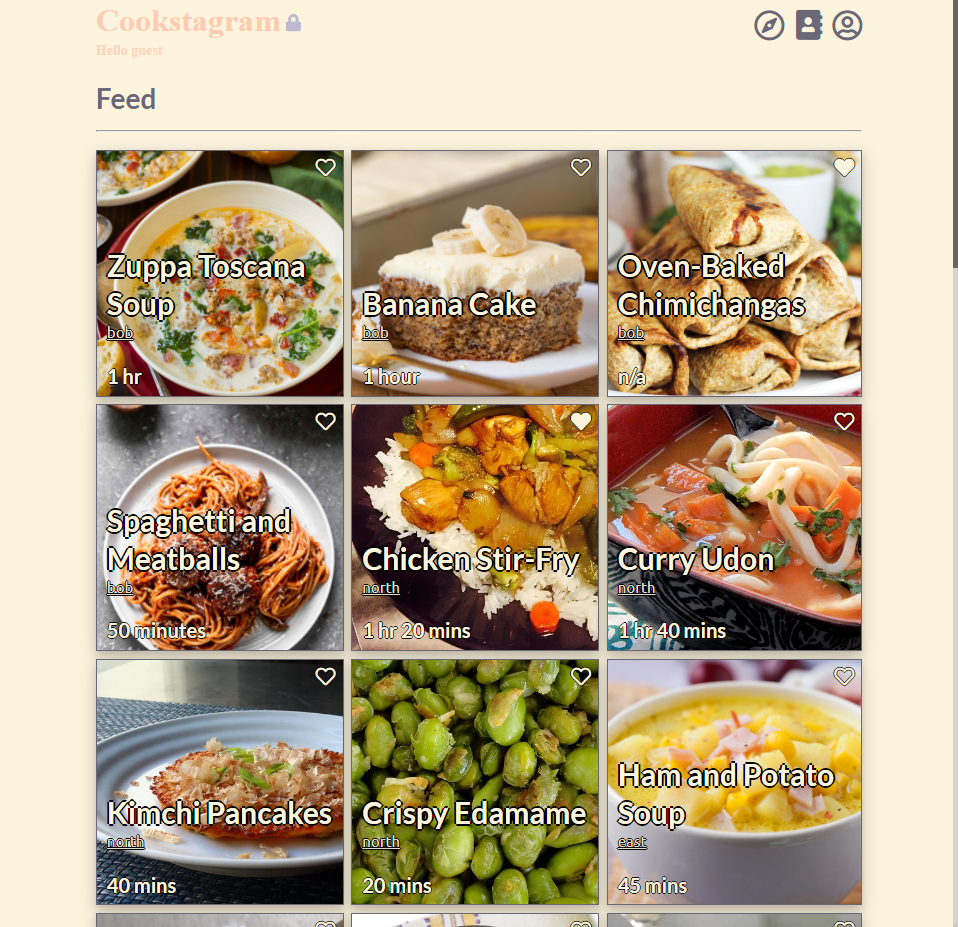 Cookstagram
Hello guest
Feed
Zuppa Toscana
Soup
bob
1 hr
Banana Cake
bob
1 hour
Oven-Baked
Chimichangas
bob
n/a
Spaghetti and
Meatballs
bob
50 minutes
Chicken Stir-Fry
north
1 hr 20 mins
Curry Udon
north
1 hr 40 mins
Kimchi Pancakes
north
40 mins
Crispy Edamame
north
20 mins
Ham and Potato
Soup
east
45 mins